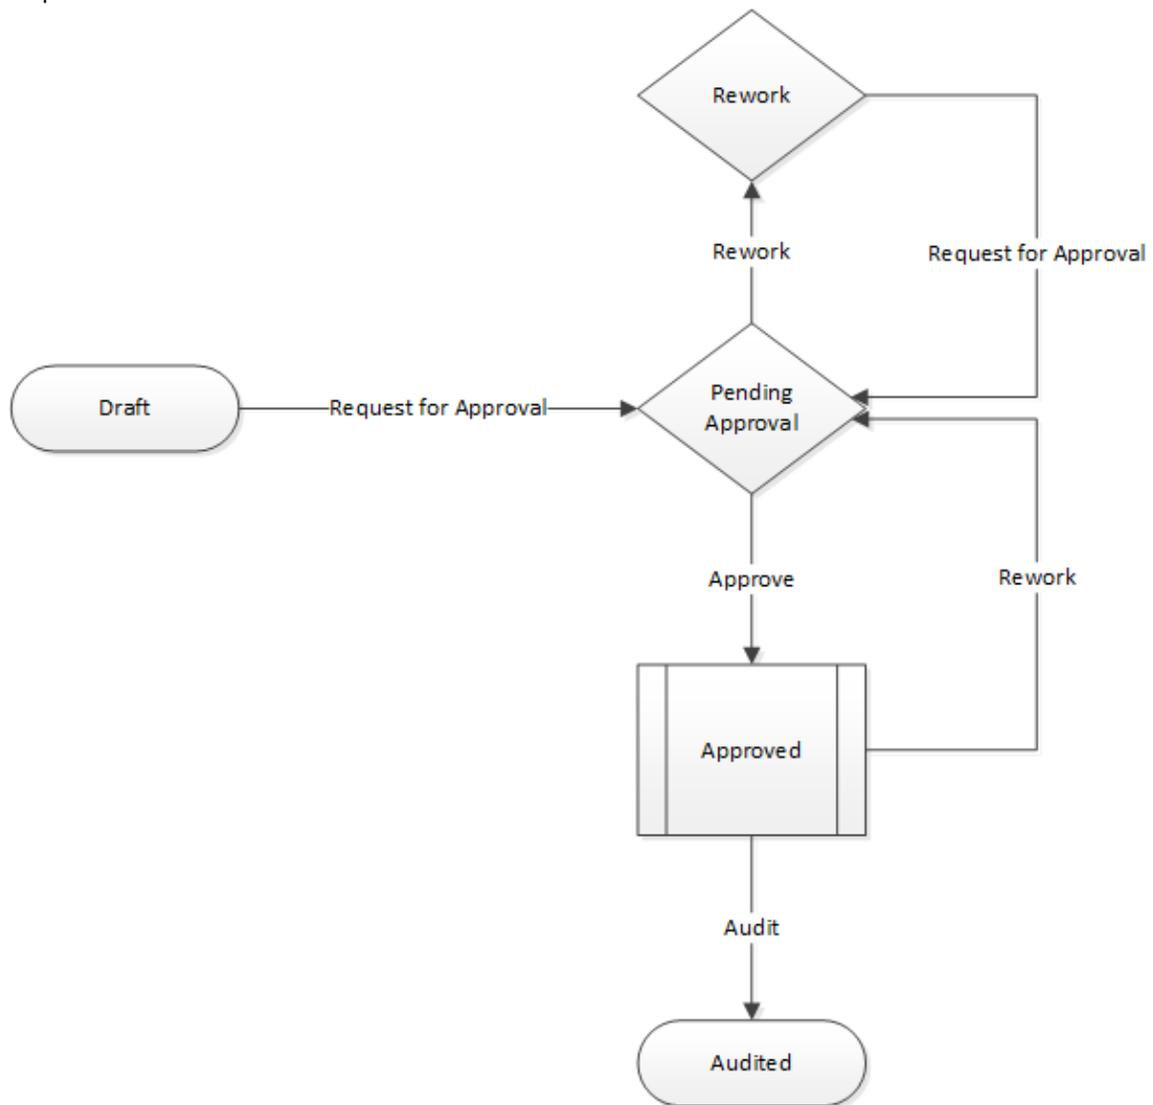 Rework
Rework
Request for Approval
Draft
Request for Approval
Pending
Approval
Approve
Rework
Approved
Audit
Audited